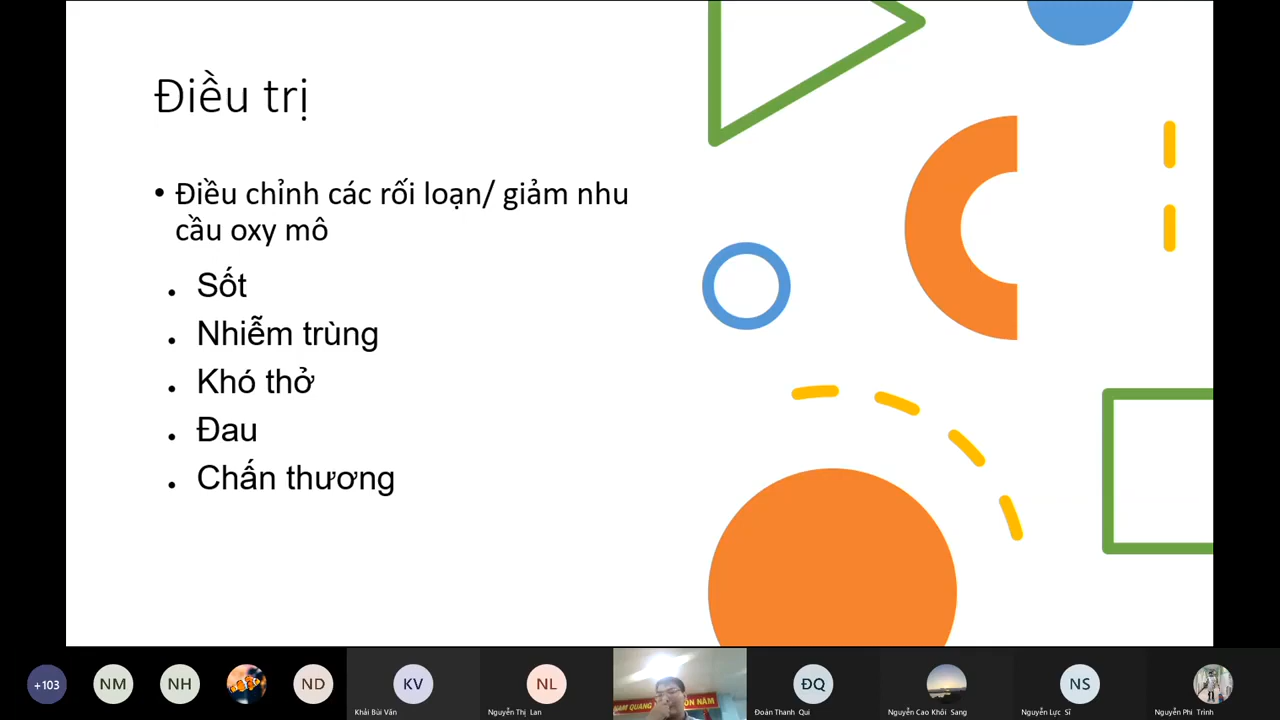 Điều trị
• Điều chỉnh các rối loạn/ giảm nhu
cầu oxy mô
• Sốt
• Nhiễm trùng
• Khó thở
• Đau
• Chấn thương
+103
NM
NH
ND
KV
Khải Bùi Văn
NL
Nguyễn Thị Lan
NAM QUANG
ĐQ
Đoàn Thanh Qui
Nguyễn Cao Khôi Sang
NS
Nguyễn Lực Sĩ
Nguyễn Phi Trình